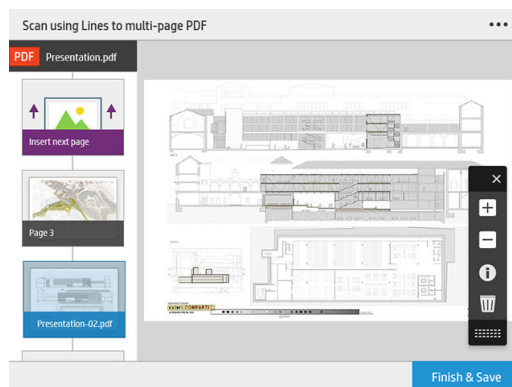 Scan using Lines to multi-page PDF
PDF Presentation.pdf
Insert next page
Page 3
Presentation-02.pdf
COMPARTIT
Finish & Save